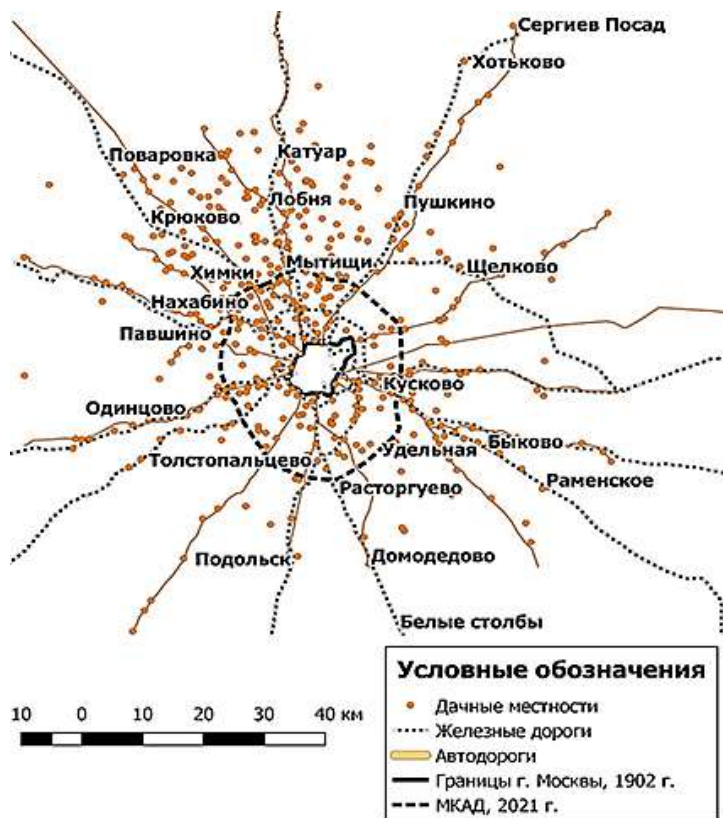 Сергиев Посад
Хотьково
Поваровка
Катуар
Лобня
Пушкино
Крюково
Мытищи
Щелково
Химки
Нахабино
Павшино
Кусково
Одинцово
Быково
Удельная
Толстопальцево
Раменское
Расторгуево
Подольск
Домодедово
Белые столбы
Условные обозначения
Дачные местности
Железные дороги
Автодороги
Границы г. Москвы, 1902 г.
МКАД, 2021 г.
10 0 10 20 30 40 км